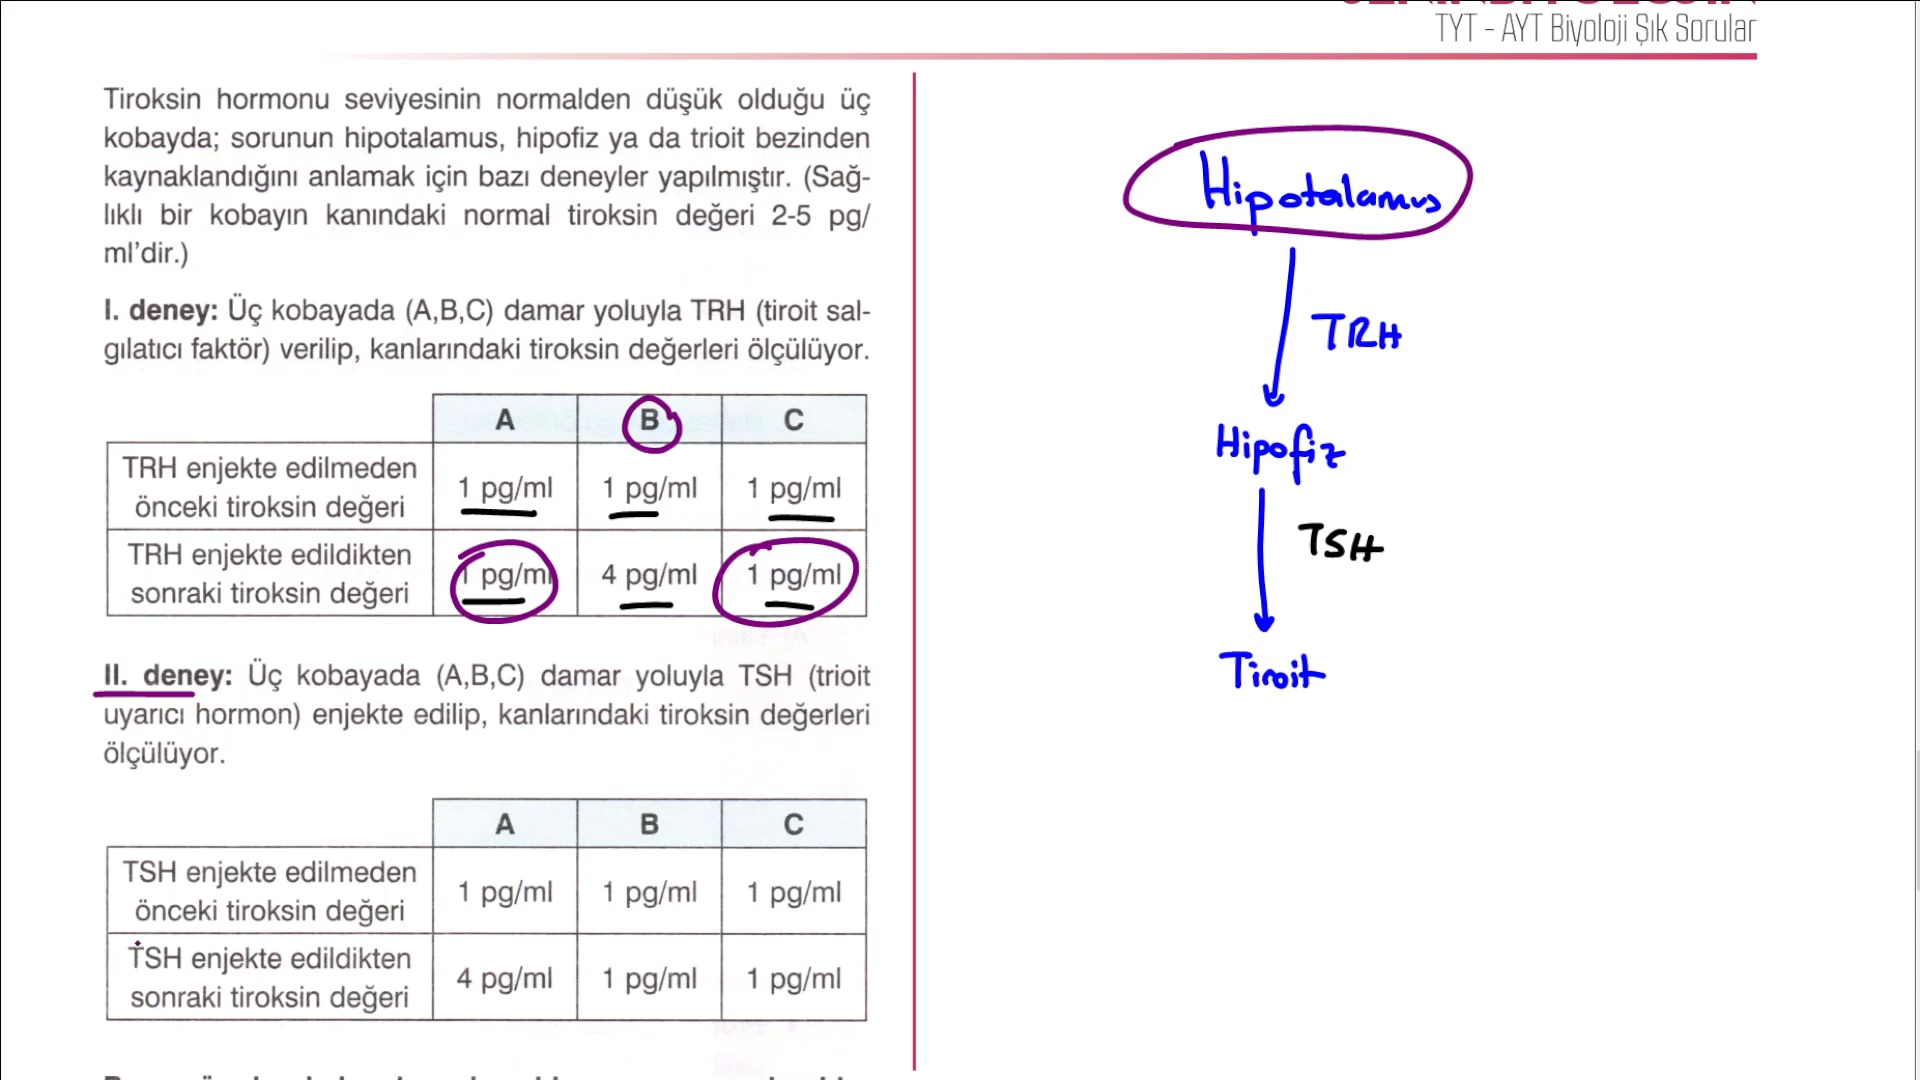 TYT - AYT Biyoloji Şık Sorular
Tiroksin hormonu seviyesinin normalden düşük olduğu üç
kobayda; sorunun hipotalamus, hipofiz ya da trioit bezinden
kaynaklandığını anlamak için bazı deneyler yapılmıştır. (Sağ-
lıklı bir kobayın kanındaki normal tiroksin değeri 2-5 pg/
ml'dir.)
I. deney: Üç kobayada (A,B,C) damar yoluyla TRH (tiroit sal-
gılatıcı faktör) verilip, kanlarındaki tiroksin değerleri ölçülüyor.
A B C
TRH enjekte edilmeden
önceki tiroksin değeri
1 pg/ml 1 pg/ml 1 pg/ml
TRH enjekte edildikten
sonraki tiroksin değeri
1 pg/ml 4 pg/ml 1 pg/ml
II. deney: Üç kobayada (A,B,C) damar yoluyla TSH (trioit
uyarıcı hormon) enjekte edilip, kanlarındaki tiroksin değerleri
ölçülüyor.
A B C
TSH enjekte edilmeden
önceki tiroksin değeri
1 pg/ml 1 pg/ml 1 pg/ml
TSH enjekte edildikten
sonraki tiroksin değeri
4 pg/ml 1 pg/ml 1 pg/ml
Hipotalamus
TRH
Hipofiz
TSH
Tiroit